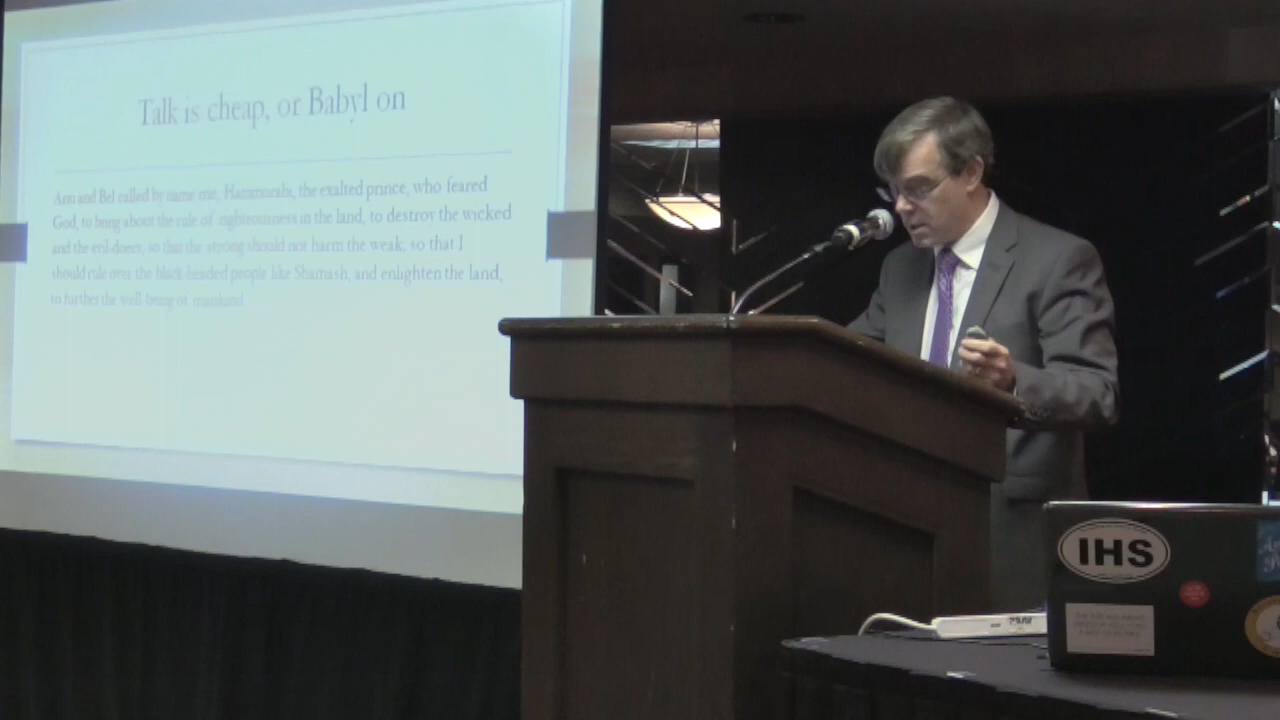 Talk is cheap, or Babyl on
Anu and Bel called by name me, Hammurabi, the exalted prince, who feared
God, to bring about the rule of righteousness in the land, to destroy the wicked
and the evil-doers; so that the strong should not harm the weak; so that I
should rule over the black-headed people like Shamash, and enlighten the land,
to further the well-being of mankind.
IHS